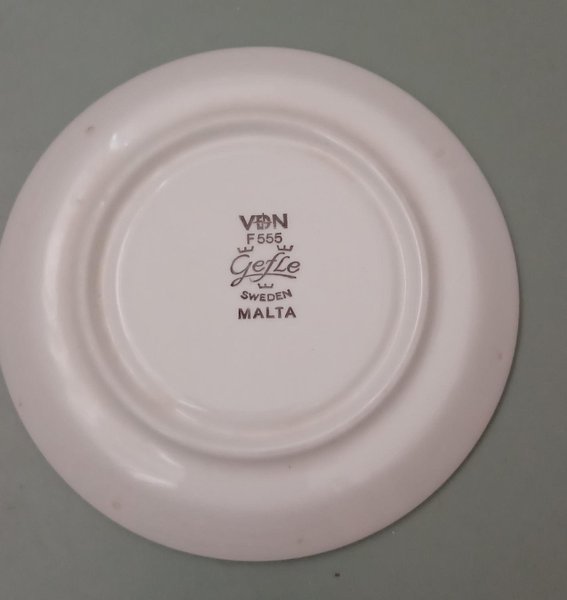 VDN
F555
Gefle
SWEDEN
MALTA